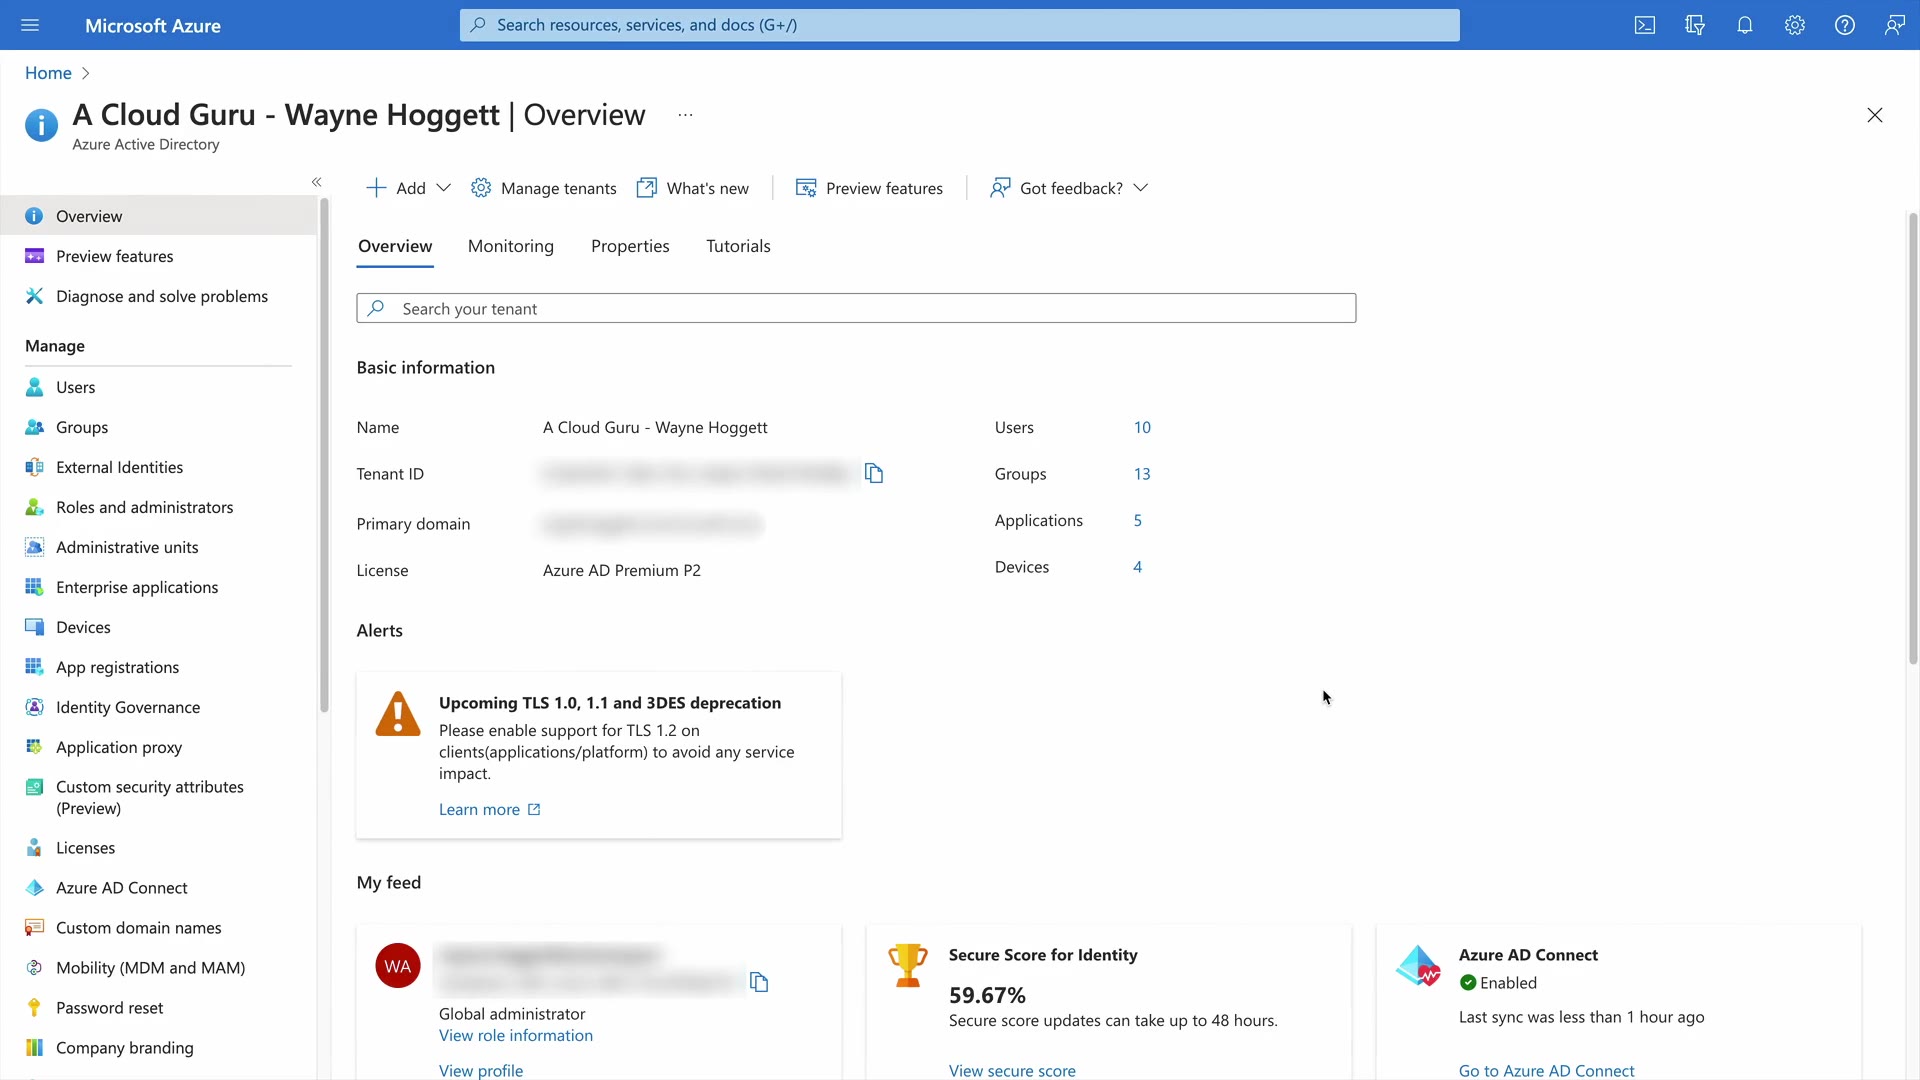 Microsoft Azure
Search resources, services, and docs (G+/)
Home
A Cloud Guru - Wayne Hoggett | Overview
...
Azure Active Directory
Overview
Preview features
Diagnose and solve problems
Manage
Users
Groups
External Identities
Roles and administrators
Administrative units
Enterprise applications
Devices
App registrations
Identity Governance
Application proxy
Custom security attributes
(Preview)
Licenses
Azure AD Connect
Custom domain names
Mobility (MDM and MAM)
Password reset
Company branding
Add
Manage tenants
What's new
Preview features
Got feedback?
Overview
Monitoring
Properties
Tutorials
Search your tenant
Basic information
Name
A Cloud Guru - Wayne Hoggett
Tenant ID
Primary domain
License
Azure AD Premium P2
Users
10
Groups
13
Applications
5
Devices
4
Alerts
Upcoming TLS 1.0, 1.1 and 3DES deprecation
Please enable support for TLS 1.2 on
clients(applications/platform) to avoid any service
impact.
Learn more
My feed
WA
Global administrator
View role information
View profile
Secure Score for Identity
59.67%
Secure score updates can take up to 48 hours.
View secure score
Azure AD Connect
Enabled
Last sync was less than 1 hour ago
Go to Azure AD Connect